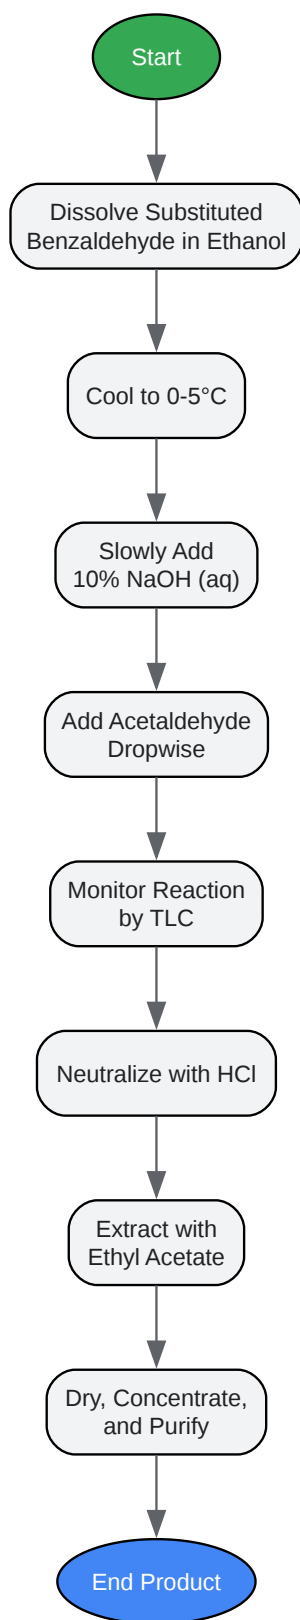 Start
Dissolve Substituted
Benzaldehyde in Ethanol
Cool to 0-5°C
Slowly Add
10% NaOH (aq)
Add Acetaldehyde
Dropwise
Monitor Reaction
by TLC
Neutralize with HCl
Extract with
Ethyl Acetate
Dry, Concentrate,
and Purify
End Product